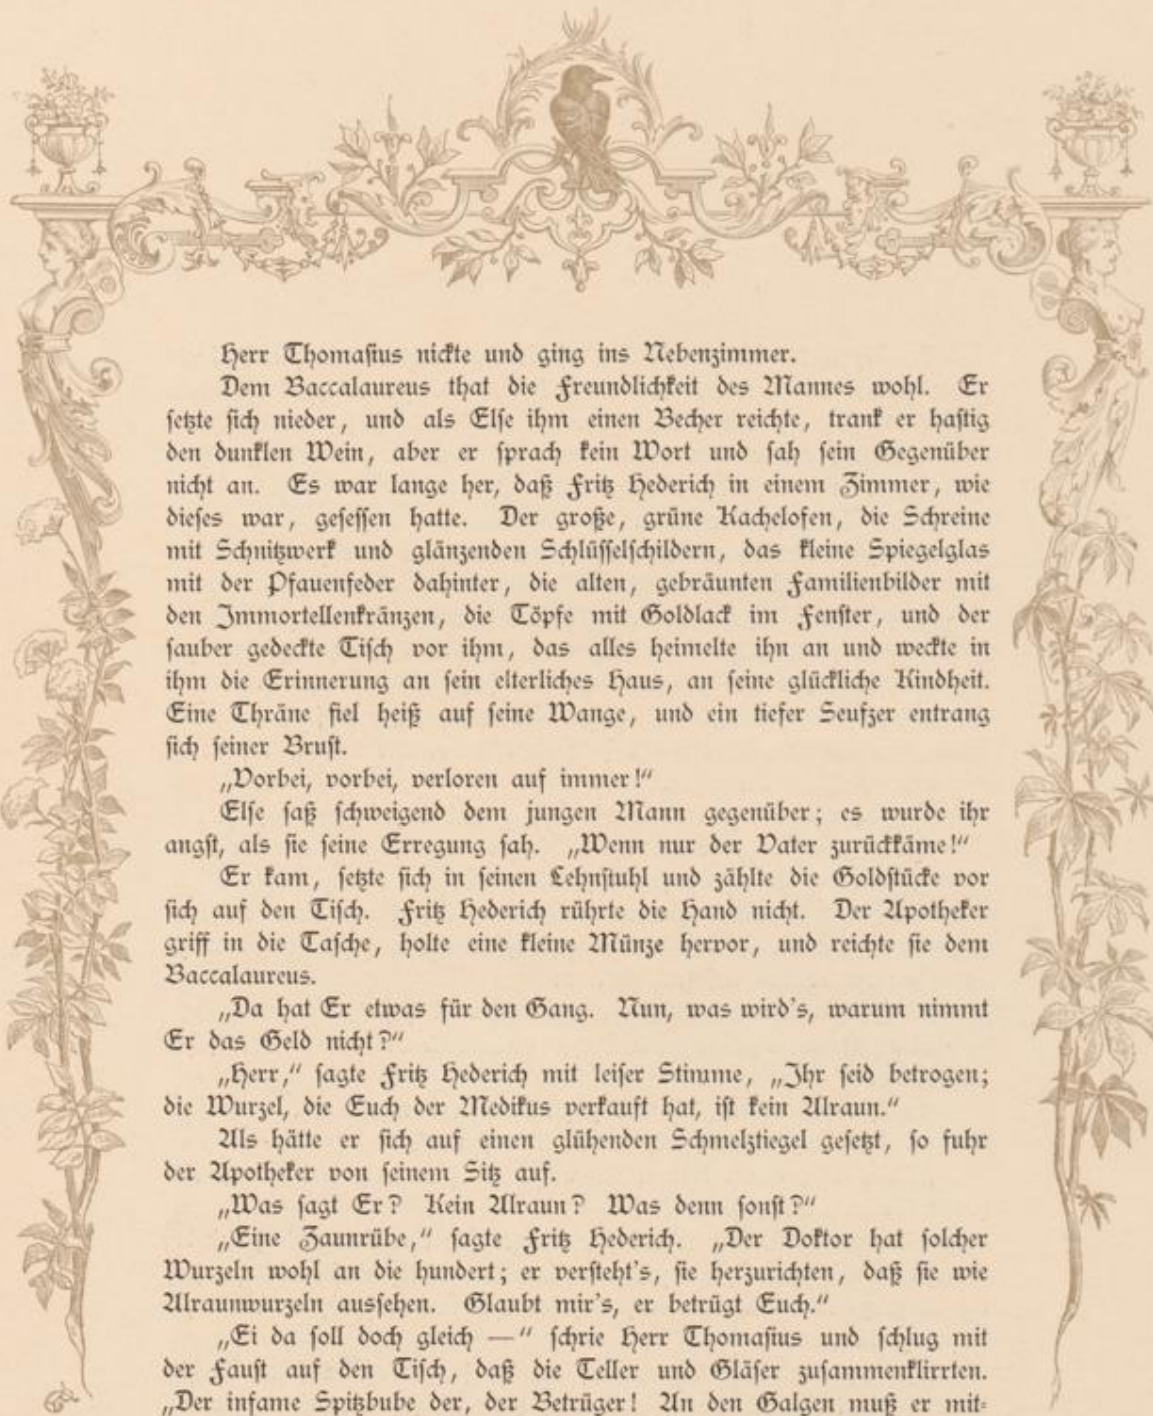 Herr Thomasius nickte und ging ins Nebenzimmer.
Dem Baccalaureus that die Freundlichkeit des Mannes wohl. Er
setzte sich nieder, und als Else ihm einen Becher reichte, trank er hastig
den dunklen Wein, aber er sprach kein Wort und sah sein Gegenüber
nicht an. Es war lange her, daß Fritz Hederich in einem Zimmer, wie
dieses war, gesessen hatte. Der große, grüne Kachelofen, die Schreine
mit Schnitzwerk und glänzenden Schlüsselschildern, das kleine Spiegelglas
mit der Pfauenfeder dahinter, die alten, gebräunten Familienbilder mit
den Immortellenkränzen, die Töpfe mit Goldlack im Fenster, und der
sauber gedeckte Tisch vor ihm, das alles heimelte ihn an und weckte in
ihm die Erinnerung an sein elterliches Haus, an seine glückliche Kindheit.
Eine Thräne fiel heiß auf seine Wange, und ein tiefer Seufzer entrang
sich seiner Brust.
„Vorbei, vorbei, verloren auf immer!“
Else saß schweigend dem jungen Mann gegenüber; es wurde ihr
angst, als sie seine Erregung sah. „Wenn nur der Vater zurückkäme!“
Er kam, setzte sich in seinen Lehnstuhl und zählte die Goldstücke vor
sich auf den Tisch. Fritz Hederich rührte die Hand nicht. Der Apotheker
griff in die Tasche, holte eine kleine Münze hervor, und reichte sie dem
Baccalaureus.
„Da hat Er etwas für den Gang. Nun, was wird's, warum nimmt
Er das Geld nicht?“
„Herr,“ sagte Fritz Hederich mit leiser Stimme, „Ihr seid betrogen;
die Wurzel, die Euch der Medikus verkauft hat, ist kein Alraun.“
Als hätte er sich auf einen glühenden Schmelztiegel gesetzt, so fuhr
der Apotheker von seinem Sitz auf.
„Was sagt Er? Kein Alraun? Was denn sonst?“
„Eine Zaunrübe,“ sagte Fritz Hederich. „Der Doktor hat solcher
Wurzeln wohl an die hundert; er versteht's, sie herzurichten, daß sie wie
Alraunwurzeln aussehen. Glaubt mir's, er betrügt Euch.“
„Ei da soll doch gleich —“ schrie Herr Thomasius und schlug mit
der Faust auf den Tisch, daß die Teller und Gläser zusammenklirrten.
„Der infame Spitzbube der, der Betrüger! An den Galgen muß er mit-